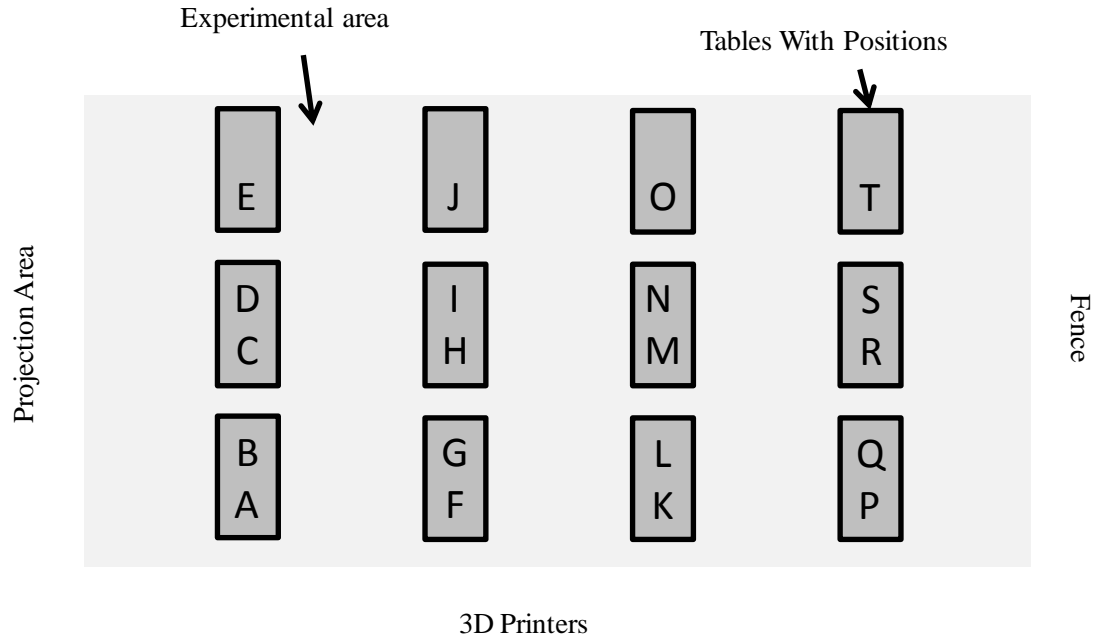 Experimental area
Tables With Positions
E
J
O
T
Projection Area
D
C
I
H
N
M
S
R
Fence
B
A
G
F
L
K
Q
P
3D Printers